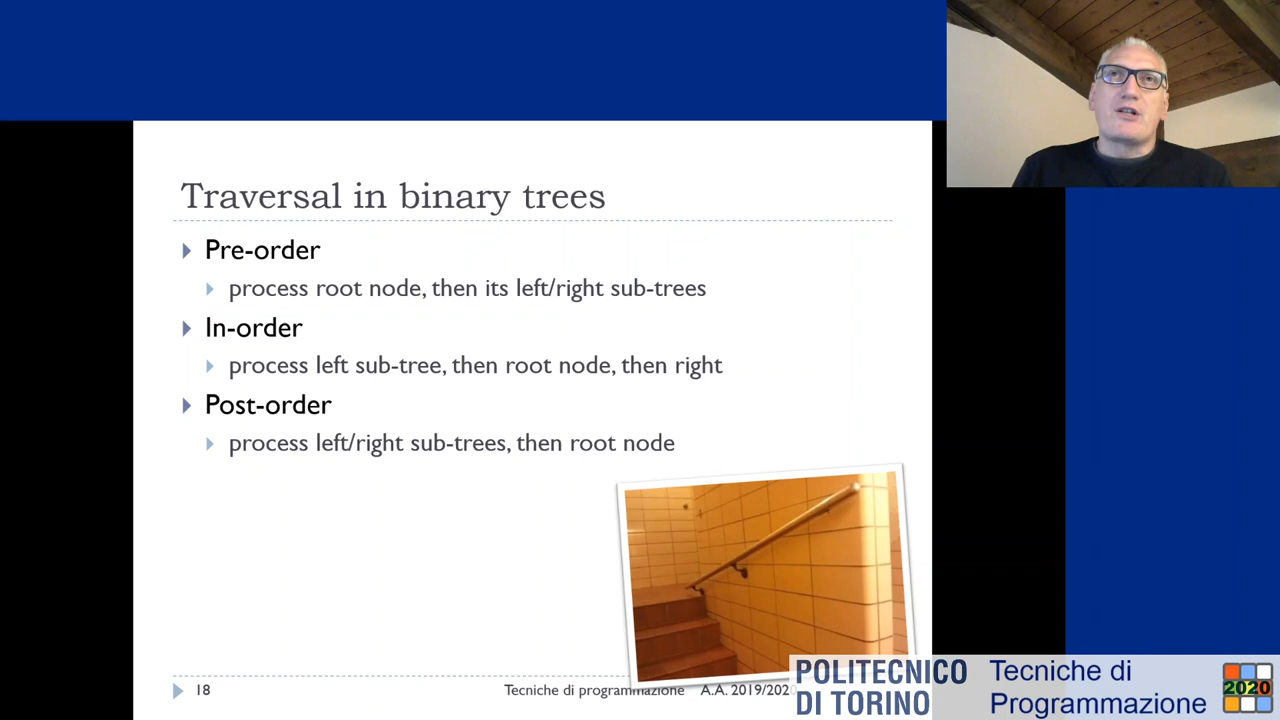 Traversal in binary trees
Pre-order
process root node, then its left/right sub-trees
In-order
process left sub-tree, then root node, then right
Post-order
process left/right sub-trees, then root node
18
Tecniche di programmazione A.A. 2019/2020
POLITECNICO
DI TORINO
Tecniche di
Programmazione
2020